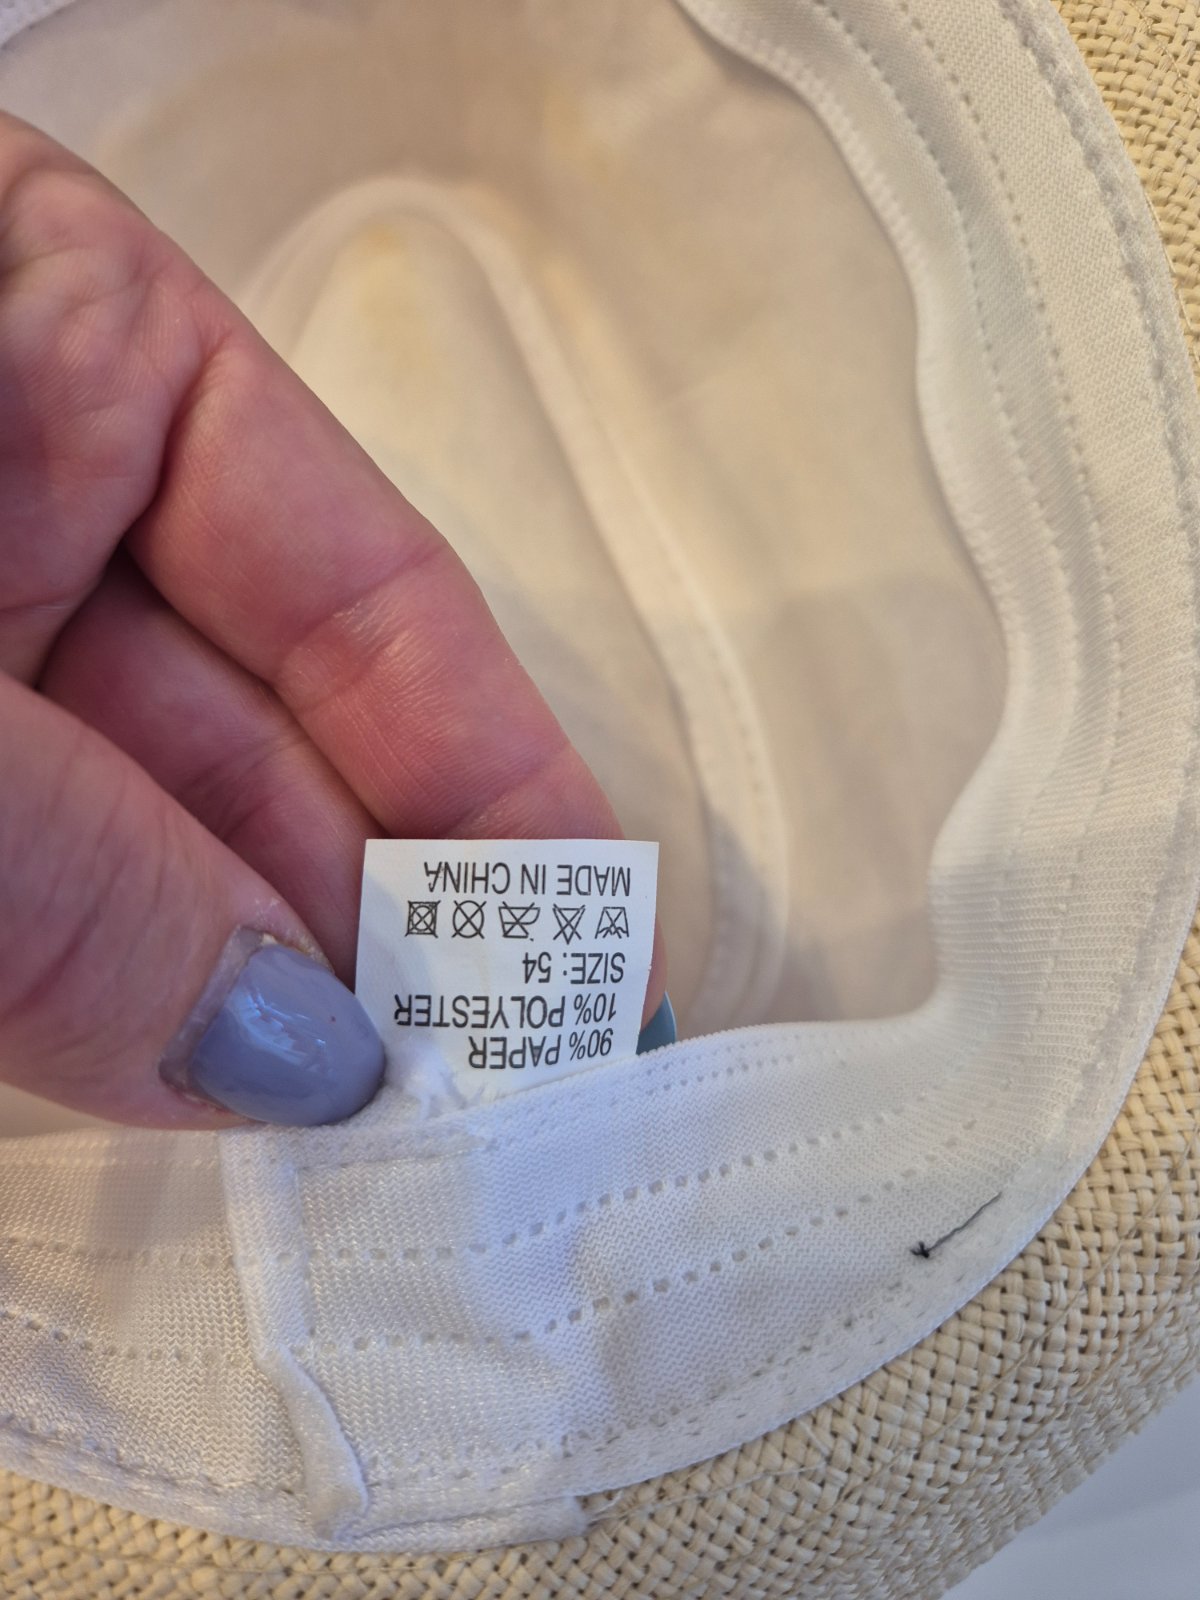 90% PAPER
10% POLYESTER
SIZE: 54
MADE IN CHINA